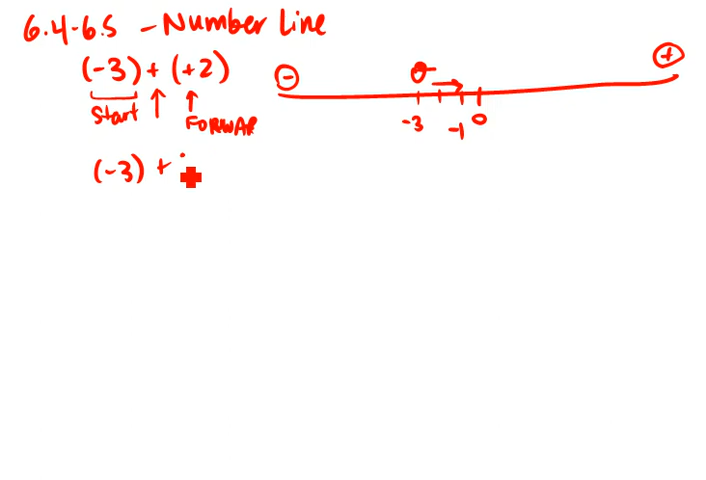 6.4-6.5 - Number Line
(-3) + (+2)
Start
FORWAR
(-3) +
- +
-3 -1 0